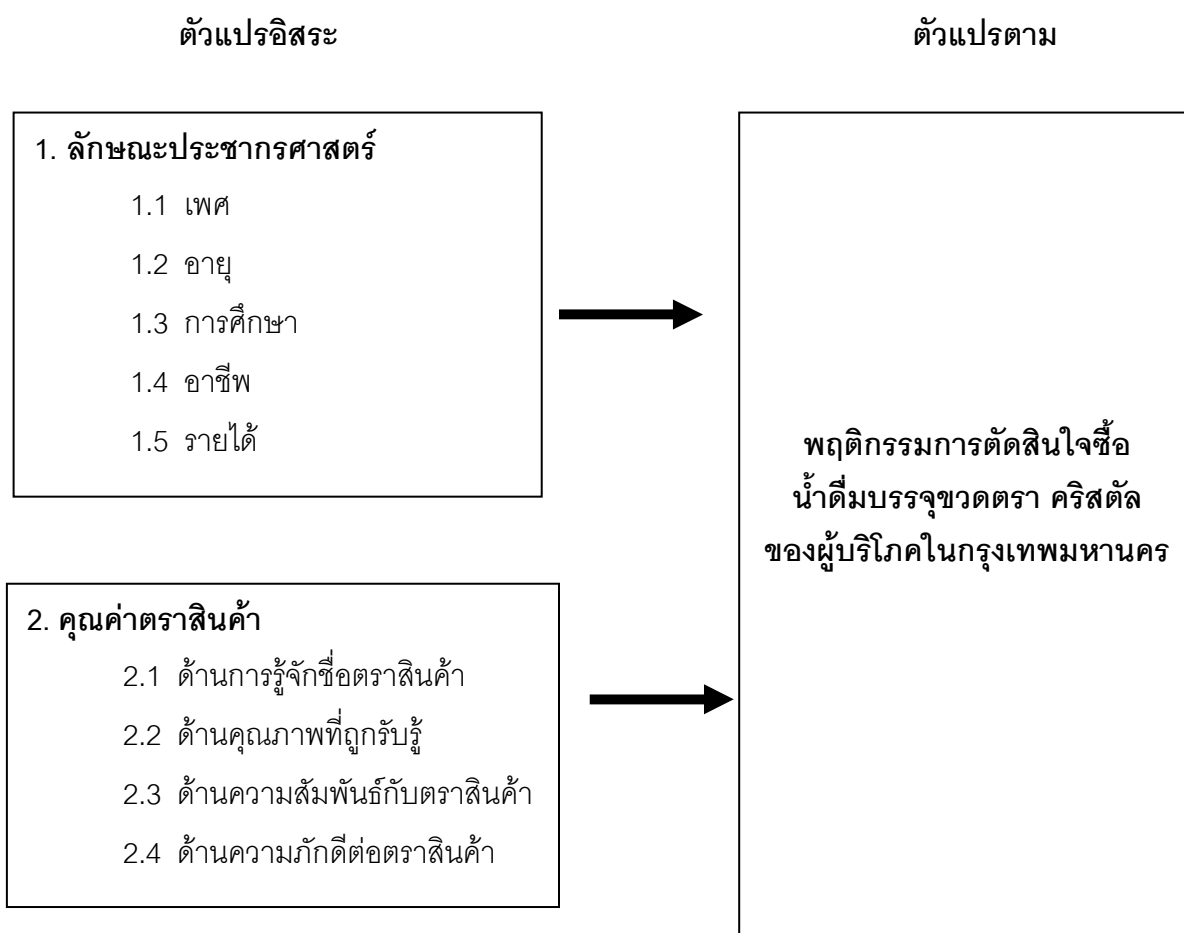 ตัวแปรอิสระ
ตัวแปรตาม
1. ลักษณะประชากรศาสตร์
1.1 เพศ
1.2 อายุ
1.3 การศึกษา
1.4 อาชีพ
1.5 รายได้
2. คุณค่าตราสินค้า
2.1 ด้านการรู้จักชื่อตราสินค้า
2.2 ด้านคุณภาพที่ถูกรับรู้
2.3 ด้านความสัมพันธ์กับตราสินค้า
2.4 ด้านความภักดีต่อตราสินค้า
พฤติกรรมการตัดสินใจซื้อ
น้ำดื่มบรรจุขวดตรา คริสตัล
ของผู้บริโภคในกรุงเทพมหานคร